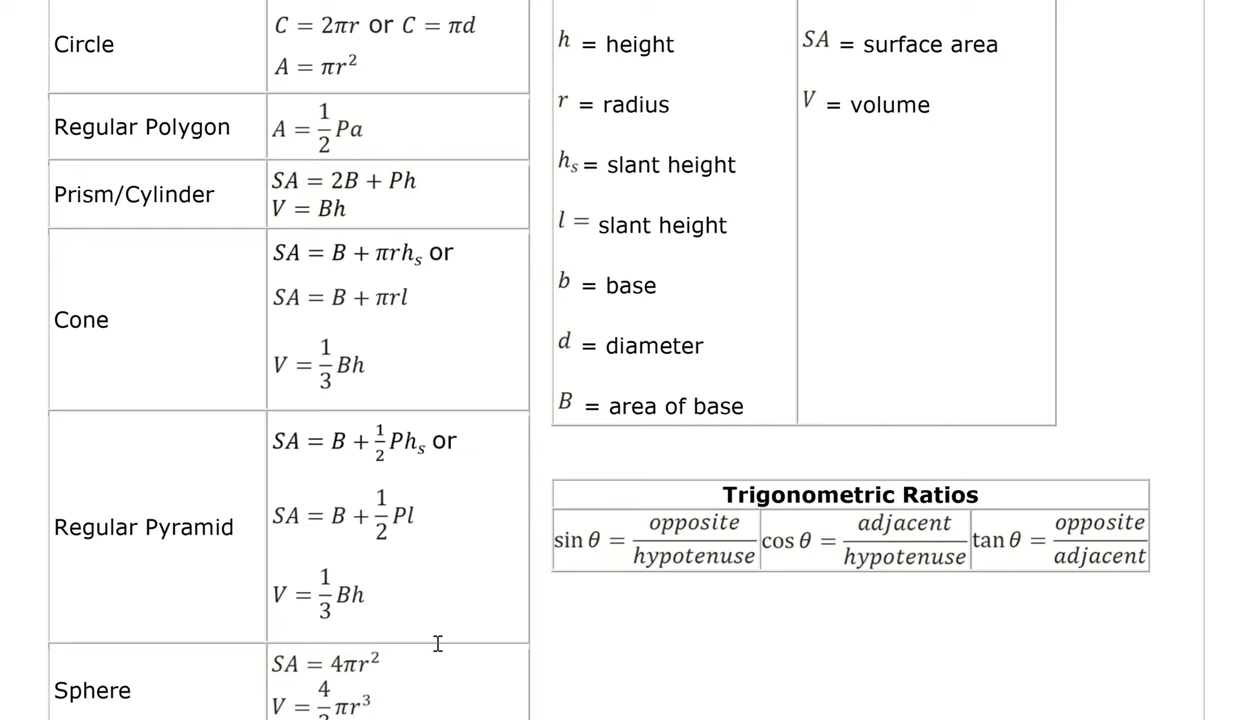 Circle
C = 2πr or C = πd
A = πr²
Regular Polygon
A = 1/2 Pa
Prism/Cylinder
SA = 2B + Ph
V = Bh
Cone
SA = B + πrhₛ or
SA = B + πrl
V = 1/3 Bh
Regular Pyramid
SA = B + 1/2 Phₛ or
SA = B + 1/2 Pl
V = 1/3 Bh
Sphere
SA = 4πr²
V = 4/3 πr³
h = height
r = radius
hₛ = slant height
l = slant height
b = base
d = diameter
B = area of base
SA = surface area
V = volume
Trigonometric Ratios
sin θ = opposite/hypotenuse
cos θ = adjacent/hypotenuse
tan θ = opposite/adjacent